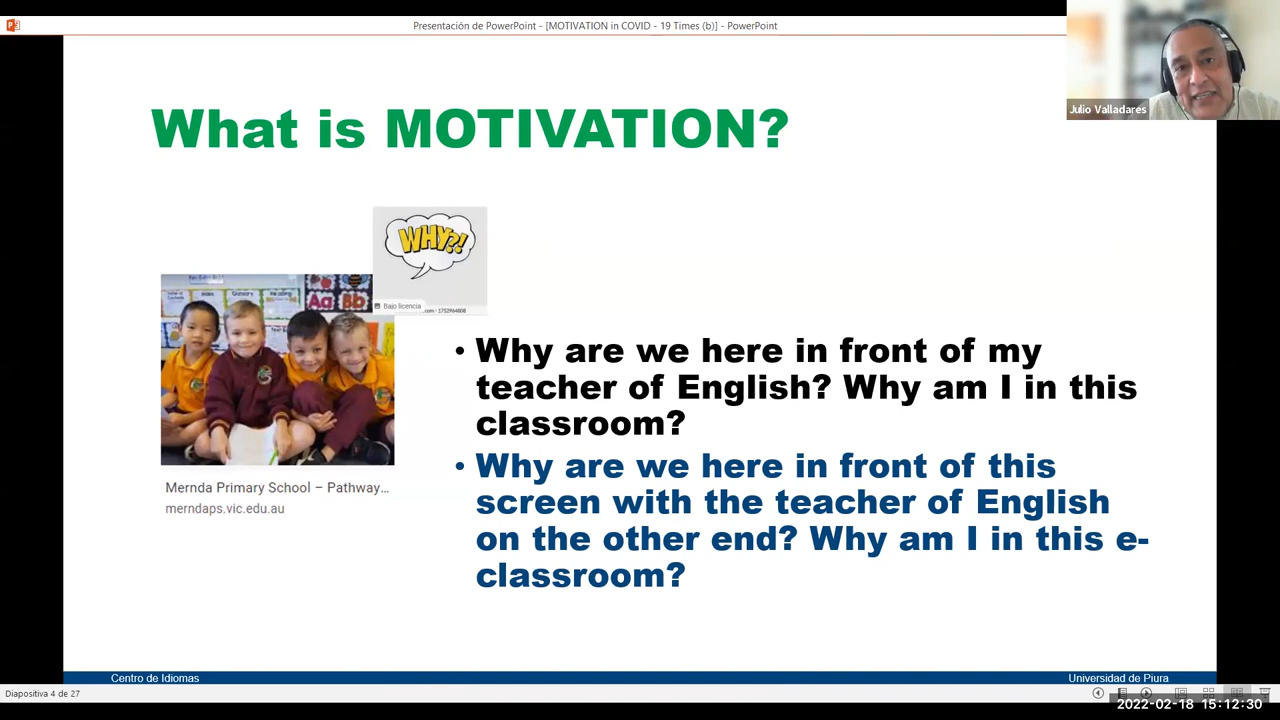 Presentación de PowerPoint - [MOTIVATION in COVID - 19 Times (b)] - PowerPoint
Julio Valladares
What is MOTIVATION?
WHY?!
Bajo licencia
.com · 1752964808
Aa Bb
• Why are we here in front of my
teacher of English? Why am I in this
classroom?
• Why are we here in front of this
screen with the teacher of English
on the other end? Why am I in this e-
classroom?
Mernda Primary School – Pathway...
merndaps.vic.edu.au
Centro de Idiomas
Universidad de Piura
Diapositiva 4 de 27
2022-02-18 15:12:30